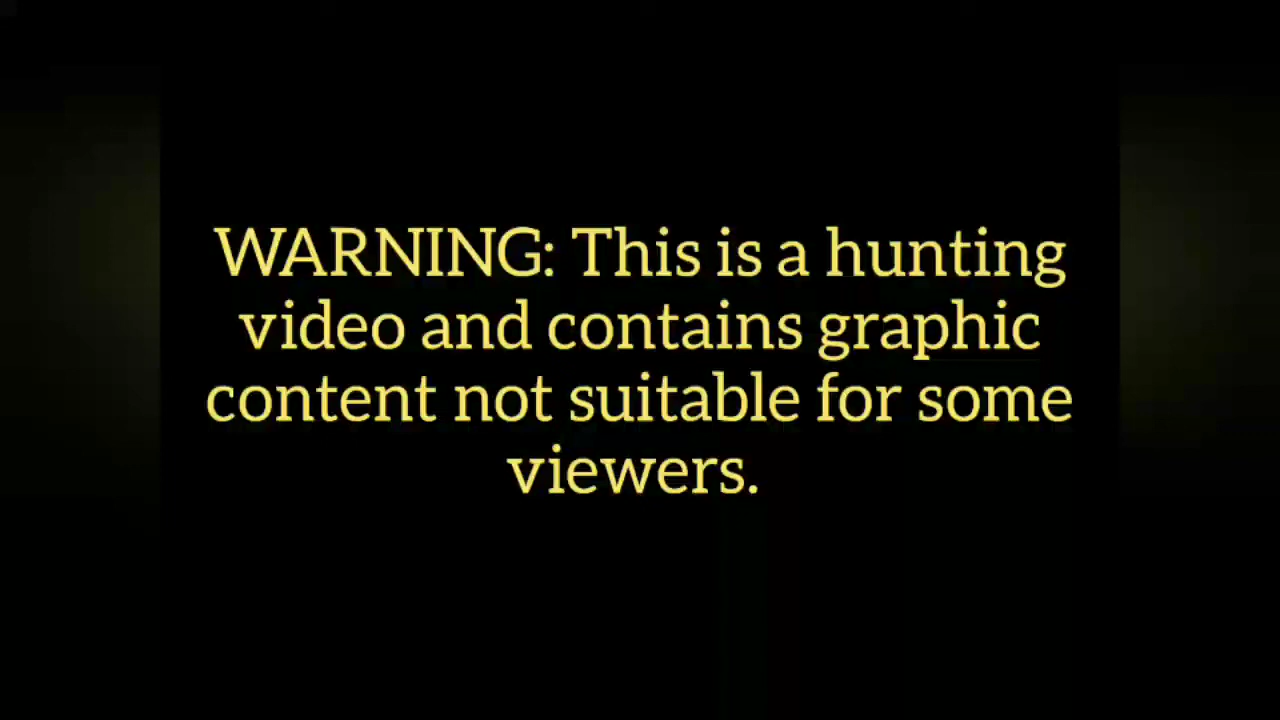 WARNING: This is a hunting
video and contains graphic
content not suitable for some
viewers.